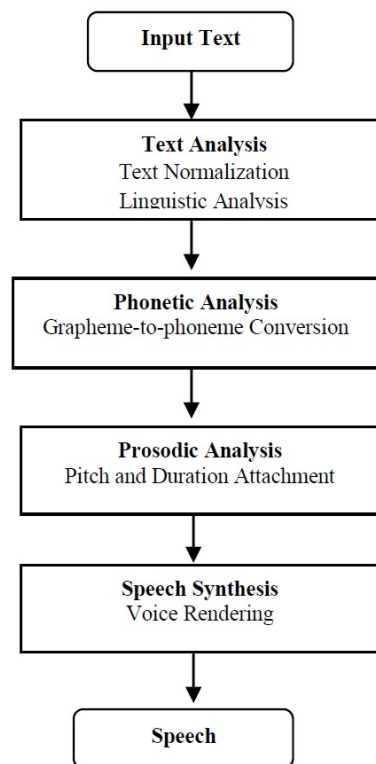 Input Text
Text Analysis
Text Normalization
Linguistic Analysis
Phonetic Analysis
Grapheme-to-phoneme Conversion
Prosodic Analysis
Pitch and Duration Attachment
Speech Synthesis
Voice Rendering
Speech